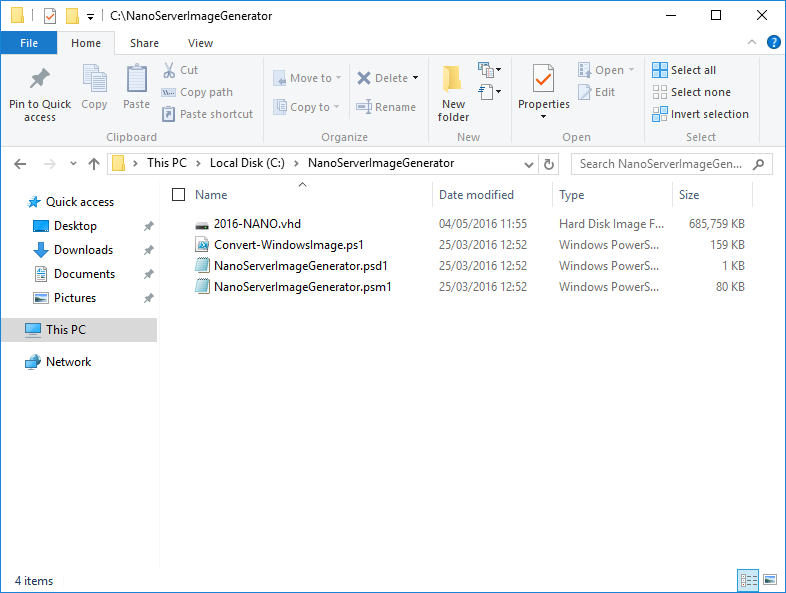 C:\NanoServerImageGenerator
File Home Share View
Pin to Quick access
Copy
Paste
Cut
Copy path
Paste shortcut
Clipboard
Move to
Copy to
Delete
Rename
Organize
New folder
New
Properties
Open
Edit
Open
Select all
Select none
Invert selection
Select
This PC Local Disk (C:) NanoServerImageGenerator
Search NanoServerImageGen...
Quick access
Desktop
Downloads
Documents
Pictures
This PC
Network
Name Date modified Type Size
2016-NANO.vhd 04/05/2016 11:55 Hard Disk Image F... 685,759 KB
Convert-WindowsImage.ps1 25/03/2016 12:52 Windows PowerS... 159 KB
NanoServerImageGenerator.psd1 25/03/2016 12:52 Windows PowerS... 1 KB
NanoServerImageGenerator.psm1 25/03/2016 12:52 Windows PowerS... 80 KB
4 items